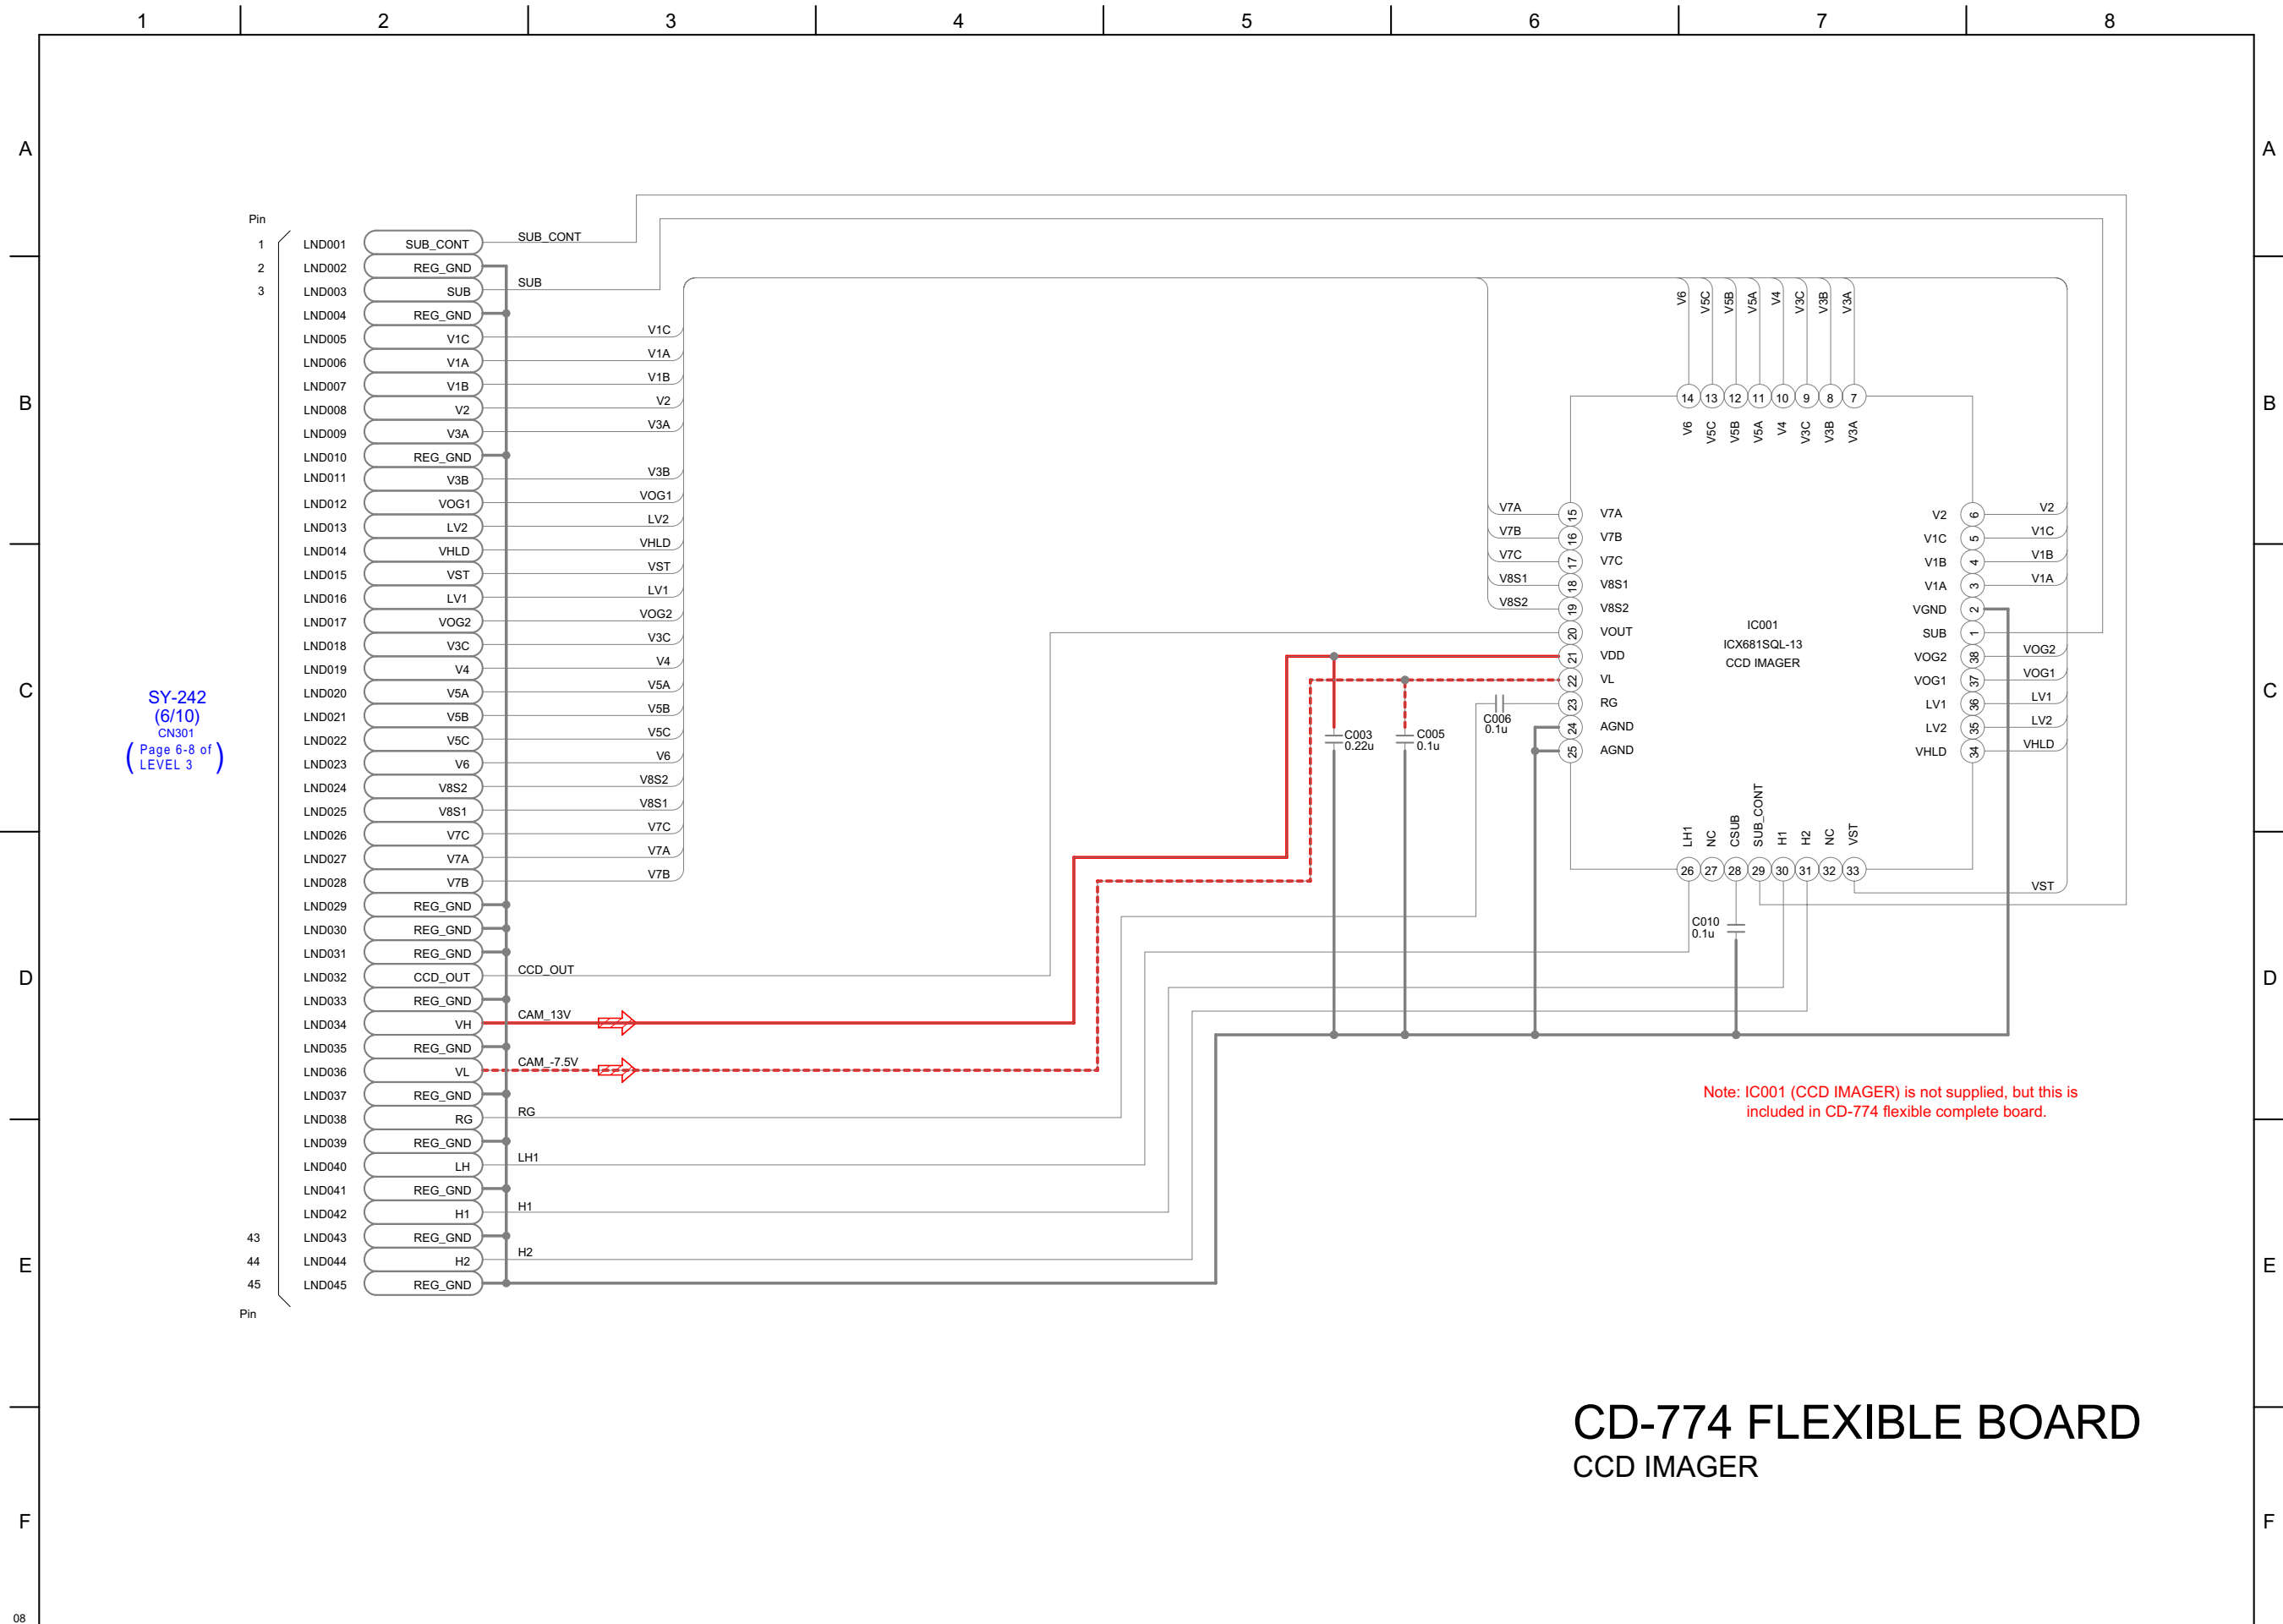 1 2 3 4 5 6 7 8
A A
B B
C C
D D
E E
F F
Pin
1 LND001 SUB_CONT SUB_CONT
2 LND002 REG_GND
3 LND003 SUB SUB
LND004 REG_GND
LND005 V1C V1C
LND006 V1A V1A
LND007 V1B V1B
LND008 V2 V2
LND009 V3A V3A
LND010 REG_GND
LND011 V3B V3B
LND012 VOG1 VOG1
LND013 LV2 LV2
LND014 VHLD VHLD
LND015 VST VST
LND016 LV1 LV1
LND017 VOG2 VOG2
LND018 V3C V3C
LND019 V4 V4
LND020 V5A V5A
LND021 V5B V5B
LND022 V5C V5C
LND023 V6 V6
LND024 V8S2 V8S2
LND025 V8S1 V8S1
LND026 V7C V7C
LND027 V7A V7A
LND028 V7B V7B
LND029 REG_GND
LND030 REG_GND
LND031 REG_GND
LND032 CCD_OUT CCD_OUT
LND033 REG_GND
LND034 VH CAM_13V
LND035 REG_GND
LND036 VL CAM_-7.5V
LND037 REG_GND
LND038 RG RG
LND039 REG_GND
LND040 LH LH1
LND041 REG_GND
LND042 H1 H1
43 LND043 REG_GND
44 LND044 H2 H2
45 LND045 REG_GND
Pin
SY-242
(6/10)
CN301
( Page 6-8 of
LEVEL 3 )
V6 V5C V5B V5A V4 V3C V3B V3A
14 13 12 11 10 9 8 7
V6 V5C V5B V5A V4 V3C V3B V3A
V7A 15 V7A
V7B 16 V7B
V7C 17 V7C
V8S1 18 V8S1
V8S2 19 V8S2
20 VOUT
21 VDD
22 VL
23 RG
24 AGND
25 AGND
IC001
ICX681SQL-13
CCD IMAGER
V2 6 V2
V1C 5 V1C
V1B 4 V1B
V1A 3 V1A
VGND 2
SUB 1
VOG2 38 VOG2
VOG1 37 VOG1
LV1 36 LV1
LV2 35 LV2
VHLD 34 VHLD
LH1 NC CSUB SUB_CONT H1 H2 NC VST
26 27 28 29 30 31 32 33
VST
C003
0.22u
C005
0.1u
C006
0.1u
C010
0.1u
Note: IC001 (CCD IMAGER) is not supplied, but this is
included in CD-774 flexible complete board.
CD-774 FLEXIBLE BOARD
CCD IMAGER
08